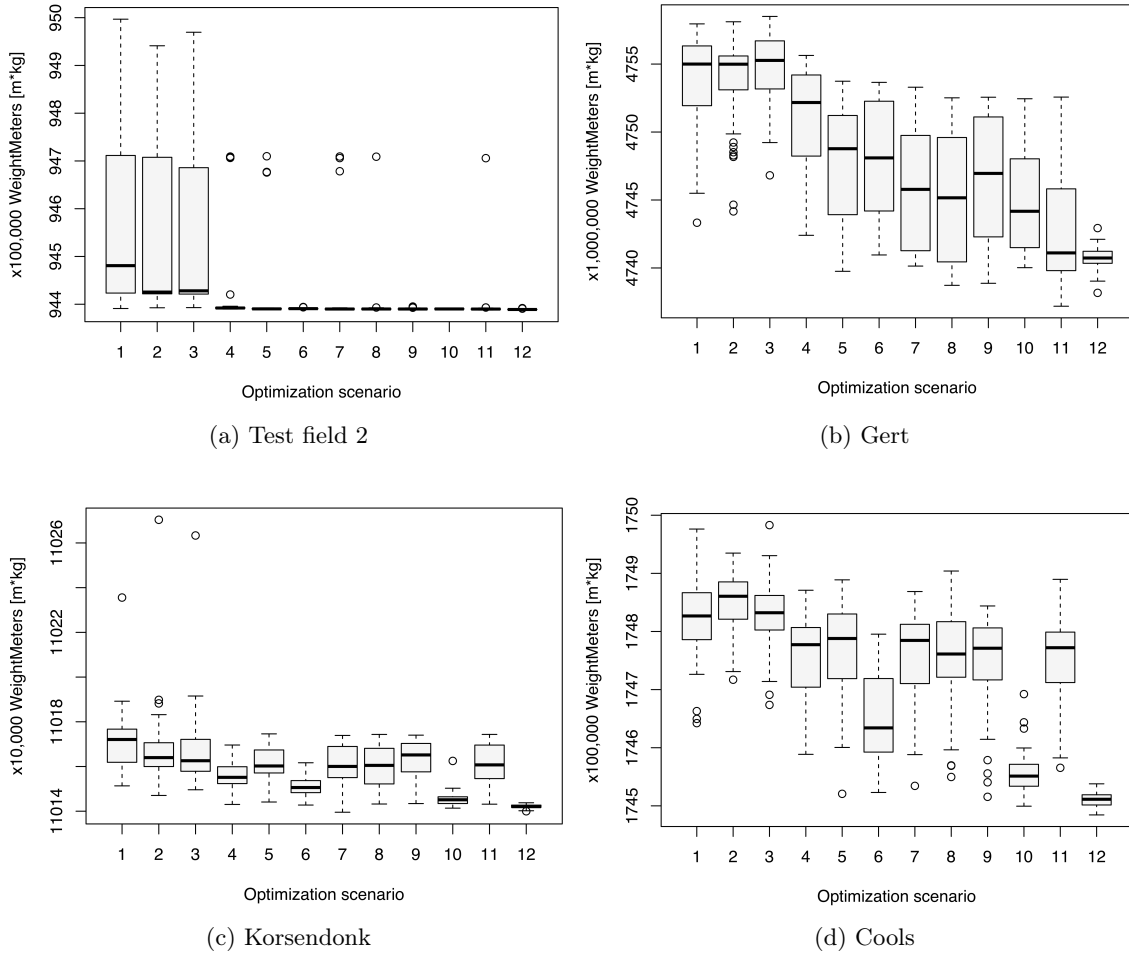 x100,000 WeightMeters [m*kg]
950
949
948
947
946
945
944
1 2 3 4 5 6 7 8 9 10 11 12
Optimization scenario
(a) Test field 2
x1,000,000 WeightMeters [m*kg]
4755
4750
4745
4740
1 2 3 4 5 6 7 8 9 10 11 12
Optimization scenario
(b) Gert
x10,000 WeightMeters [m*kg]
11026
11022
11018
11014
1 2 3 4 5 6 7 8 9 10 11 12
Optimization scenario
(c) Korsendonk
x100,000 WeightMeters [m*kg]
1750
1749
1748
1747
1746
1745
1 2 3 4 5 6 7 8 9 10 11 12
Optimization scenario
(d) Cools